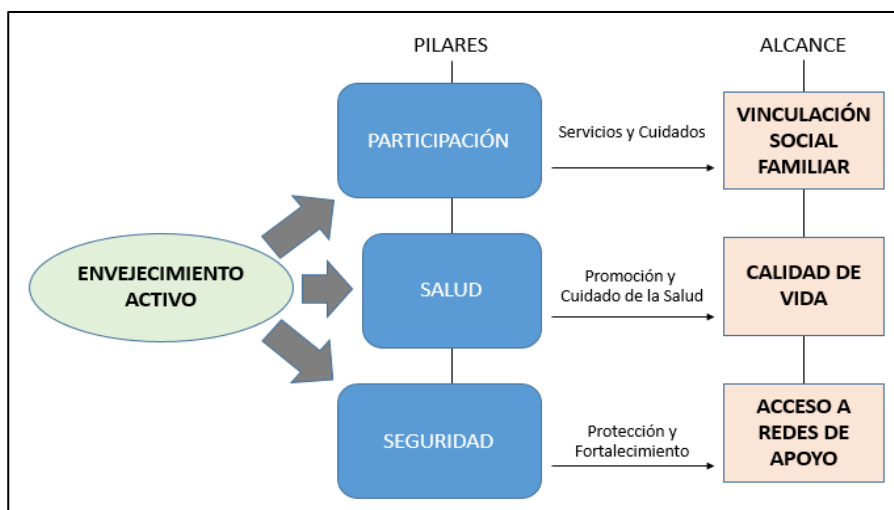 PILARES
ALCANCE
PARTICIPACIÓN
Servicios y Cuidados
VINCULACIÓN
SOCIAL
FAMILIAR
ENVEJECIMIENTO
ACTIVO
SALUD
Promoción y
Cuidado de la Salud
CALIDAD DE
VIDA
SEGURIDAD
Protección y
Fortalecimiento
ACCESO A
REDES DE
APOYO